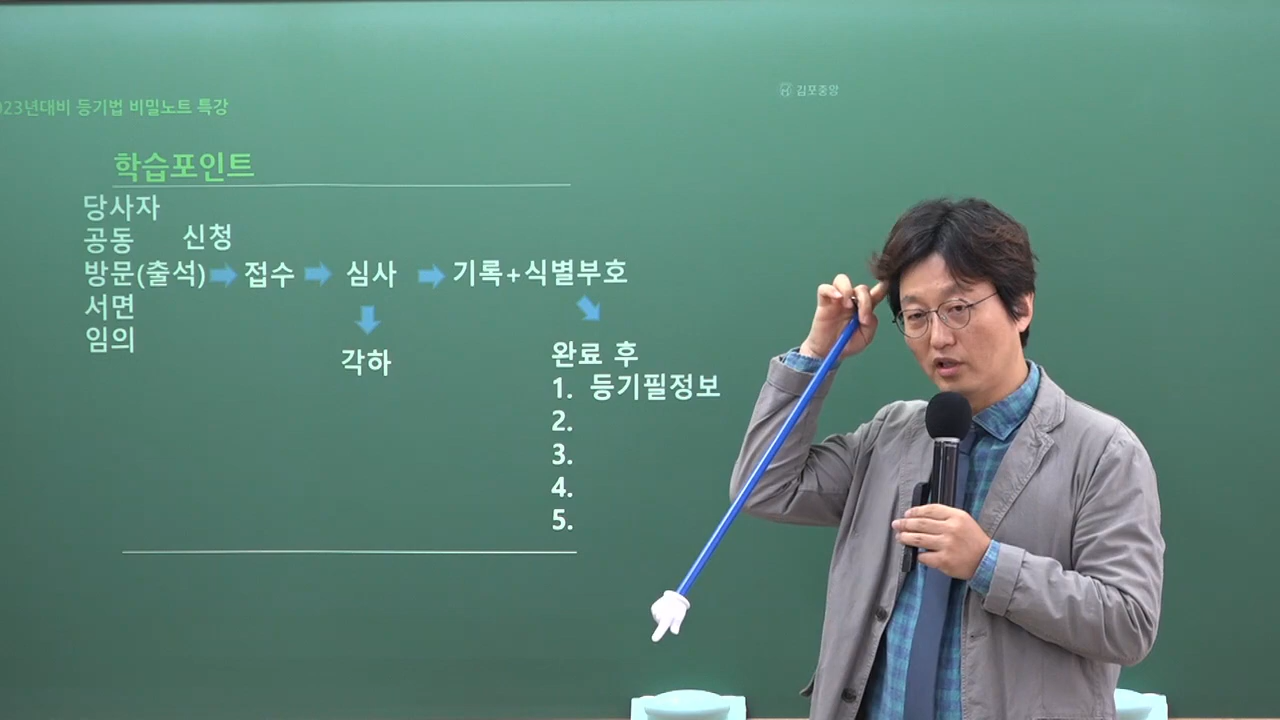 023년대비 등기법 비밀노트 특강
김포중앙
학습포인트
당사자
공동 신청
방문(출석) 접수 심사 기록+식별부호
서면
임의
각하
완료 후
1. 등기필정보
2.
3.
4.
5.